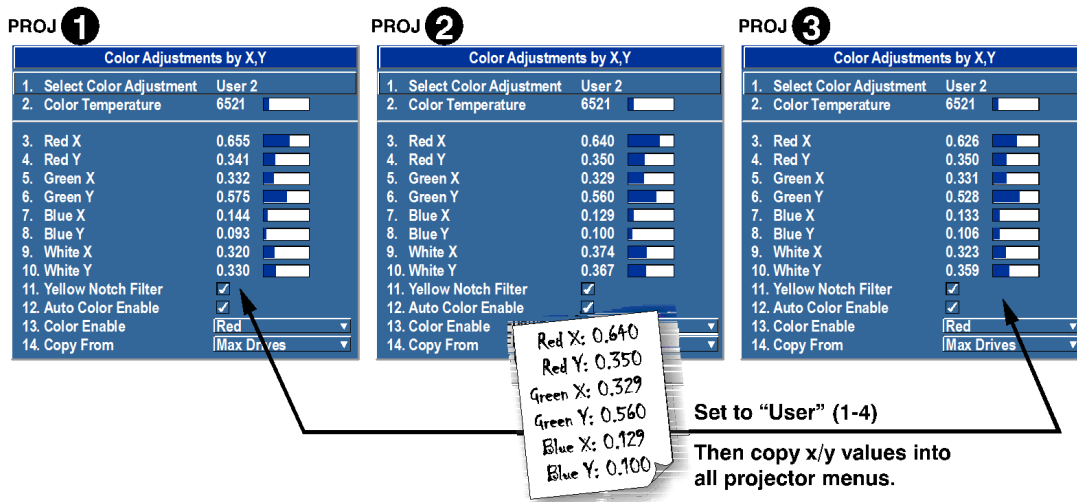 PROJ 1
Color Adjustments by X,Y
1. Select Color Adjustment User 2
2. Color Temperature 6521
3. Red X 0.655
4. Red Y 0.341
5. Green X 0.332
6. Green Y 0.575
7. Blue X 0.144
8. Blue Y 0.093
9. White X 0.320
10. White Y 0.330
11. Yellow Notch Filter
12. Auto Color Enable
13. Color Enable Red
14. Copy From Max Drives
PROJ 2
Color Adjustments by X,Y
1. Select Color Adjustment User 2
2. Color Temperature 6521
3. Red X 0.640
4. Red Y 0.350
5. Green X 0.329
6. Green Y 0.560
7. Blue X 0.129
8. Blue Y 0.100
9. White X 0.374
10. White Y 0.367
11. Yellow Notch Filter
12. Auto Color Enable
13. Color Enable
14. Copy From
Red X: 0.640
Red Y: 0.350
Green X: 0.329
Green Y: 0.560
Blue X: 0.129
Blue Y: 0.100
PROJ 3
Color Adjustments by X,Y
1. Select Color Adjustment User 2
2. Color Temperature 6521
3. Red X 0.626
4. Red Y 0.350
5. Green X 0.331
6. Green Y 0.528
7. Blue X 0.133
8. Blue Y 0.106
9. White X 0.323
10. White Y 0.359
11. Yellow Notch Filter
12. Auto Color Enable
13. Color Enable Red
14. Copy From Max Drives
Set to “User” (1-4)
Then copy x/y values into
all projector menus.